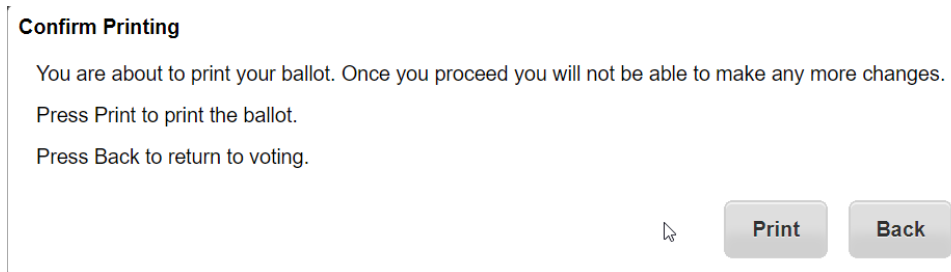 Confirm Printing
You are about to print your ballot. Once you proceed you will not be able to make any more changes.
Press Print to print the ballot.
Press Back to return to voting.
Print Back